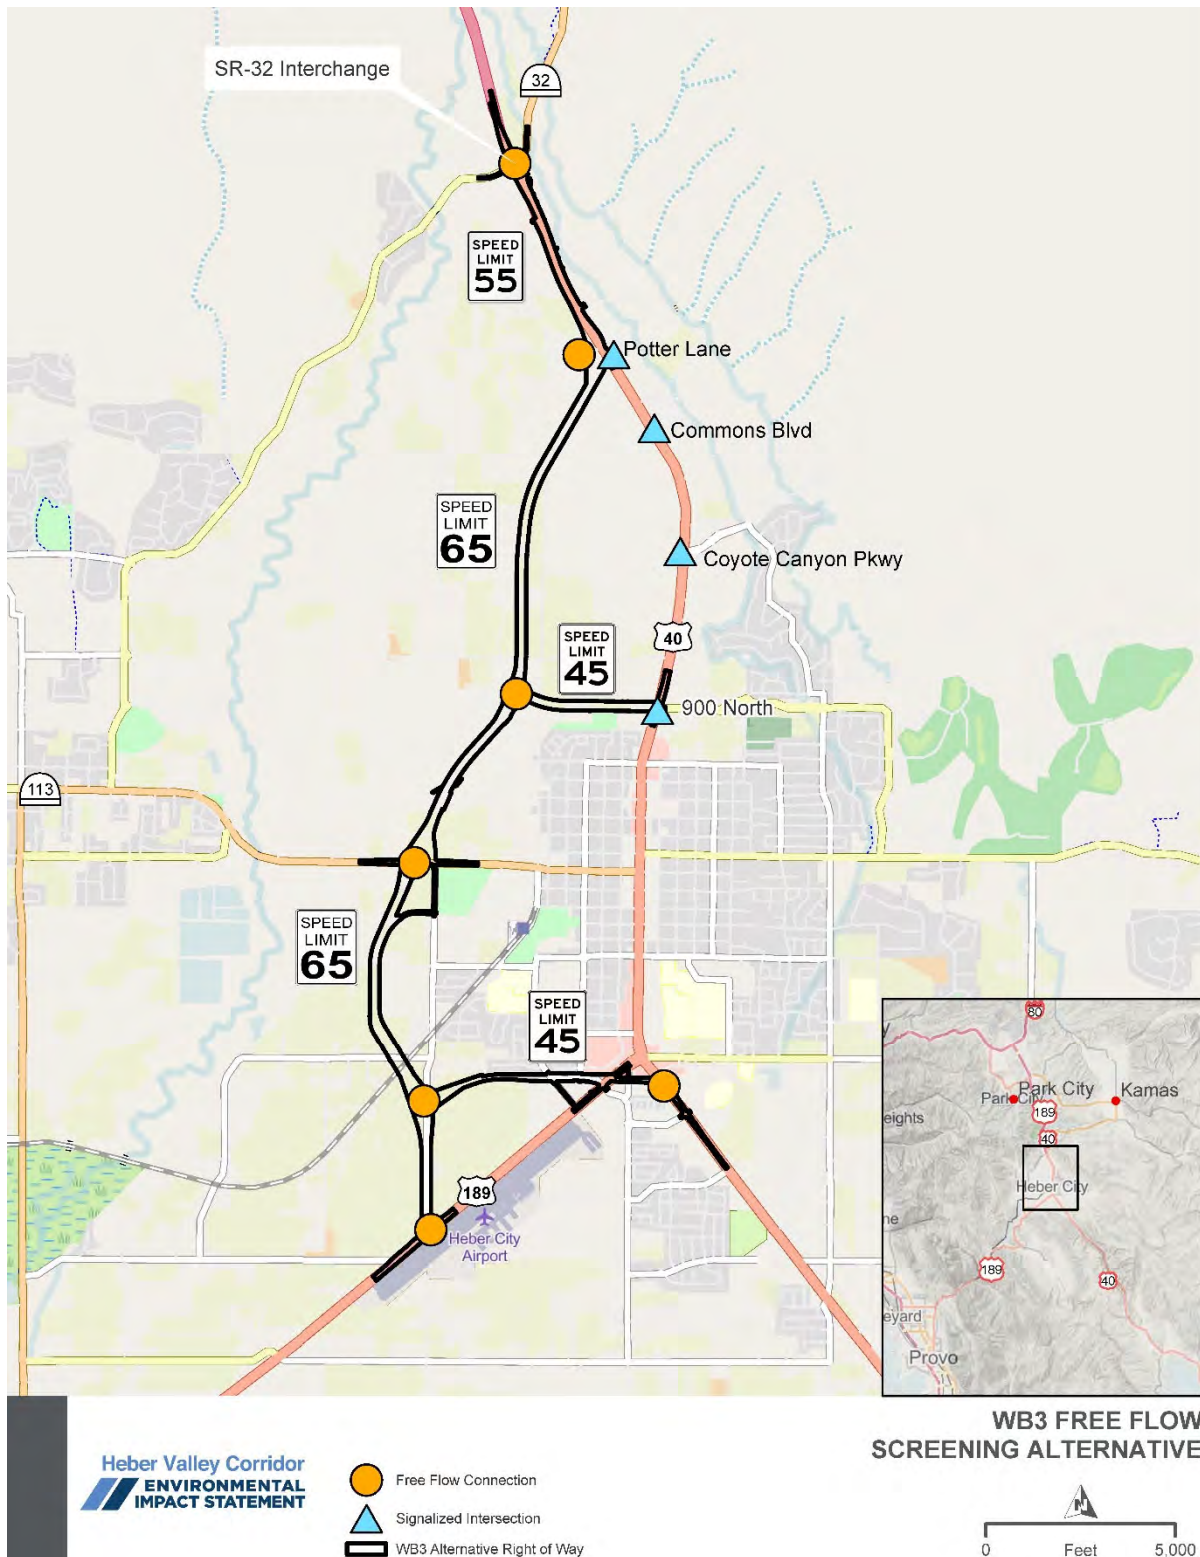 SR-32 Interchange
32
SPEED
LIMIT
55
Potter Lane
Commons Blvd
SPEED
LIMIT
65
Coyote Canyon Pkwy
40
SPEED
LIMIT
45
900 North
113
SPEED
LIMIT
65
SPEED
LIMIT
45
189
Heber City
Airport
80
Park City
Park City
Kamas
189
eights
40
Heber City
ne
189
40
eyard
Provo
WB3 FREE FLOW
SCREENING ALTERNATIVE
Heber Valley Corridor
ENVIRONMENTAL
IMPACT STATEMENT
Free Flow Connection
Signalized Intersection
WB3 Alternative Right of Way
N
0 Feet 5,000